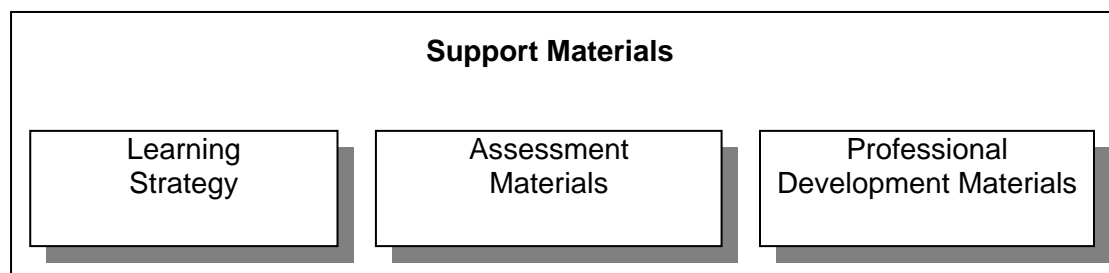 Support Materials
Learning
Strategy
Assessment
Materials
Professional
Development Materials